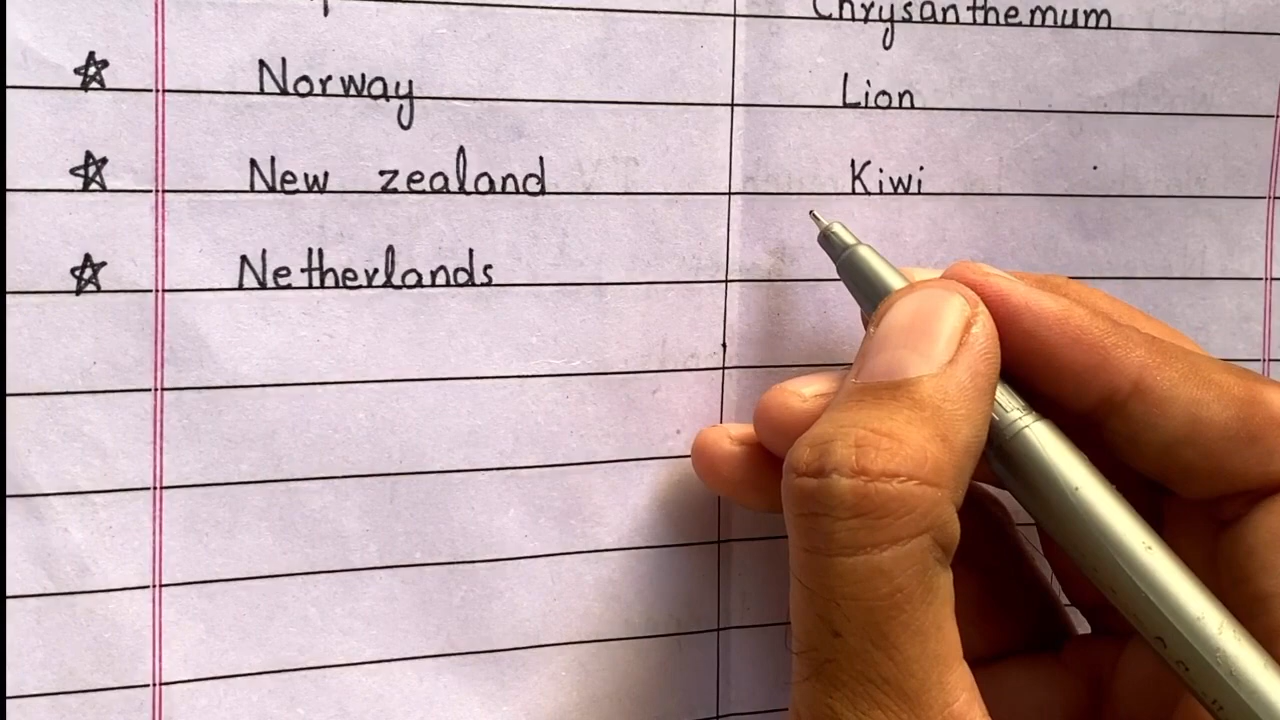 Chrysanthemum
Norway Lion
New zealand Kiwi
Netherlands